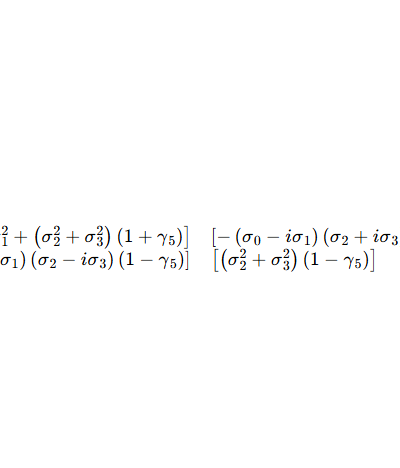 ²₁ + (σ₂² + σ₃²) (1 + γ₅)] [− (σ₀ − iσ₁) (σ₂ + iσ₃
σ₁) (σ₂ − iσ₃) (1 − γ₅)] [(σ₂² + σ₃²) (1 − γ₅)]